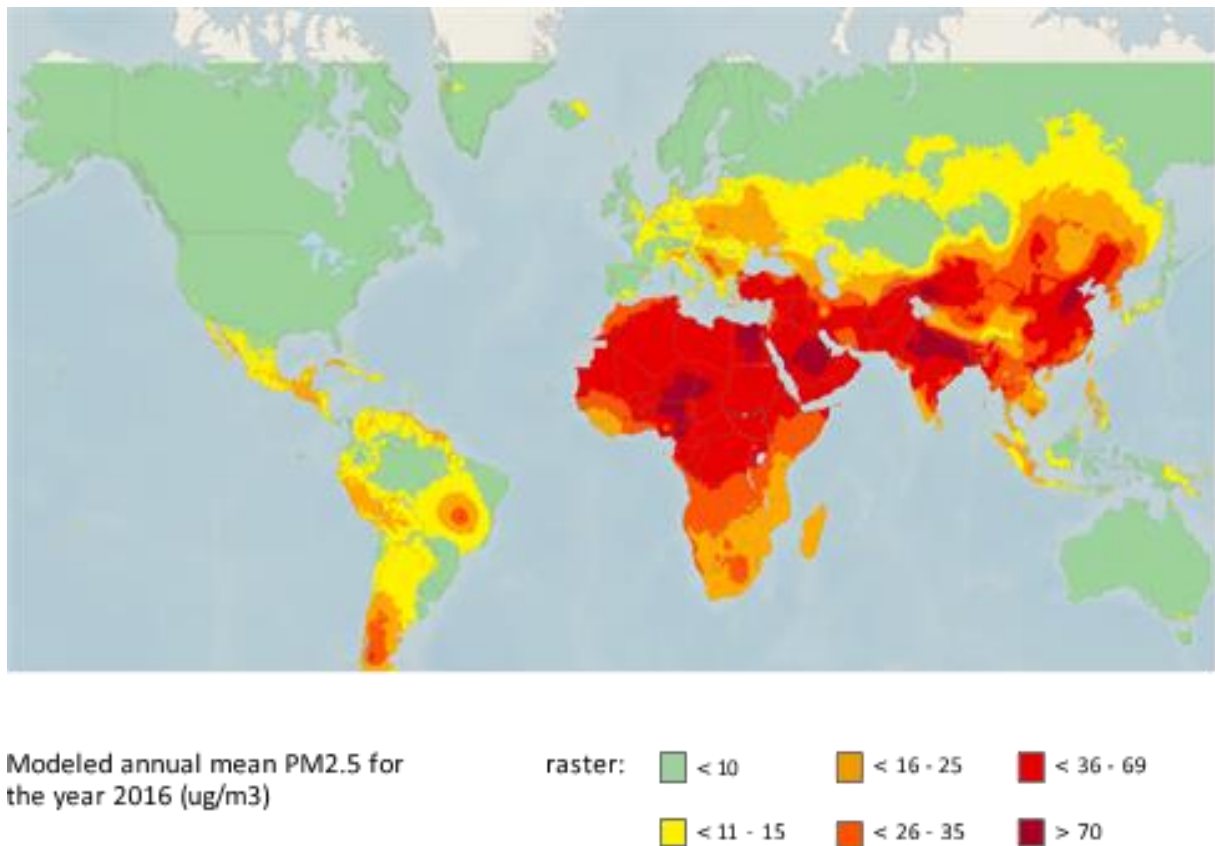 Modeled annual mean PM2.5 for
the year 2016 (ug/m3)
raster:
< 10
< 16 - 25
< 36 - 69
< 11 - 15
< 26 - 35
> 70